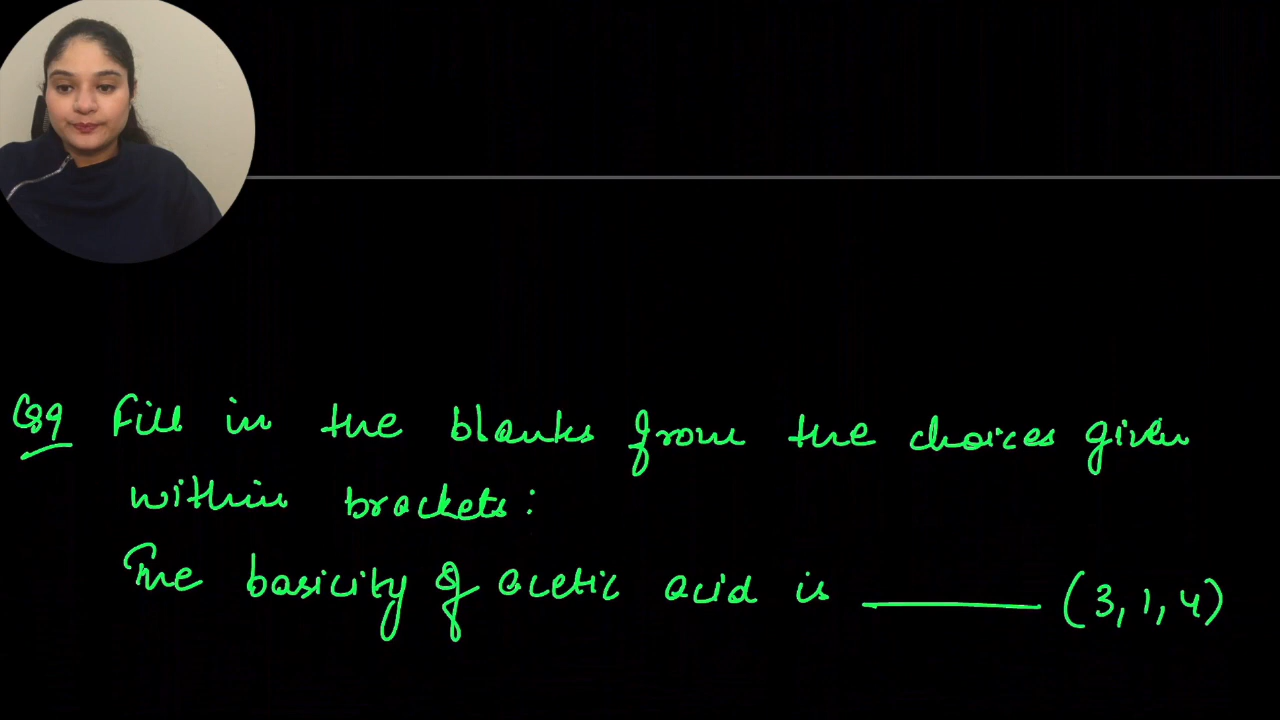 Q89 Fill in the blanks from the choices given
within brackets:
The basicity of acetic acid is ______ (3, 1, 4)